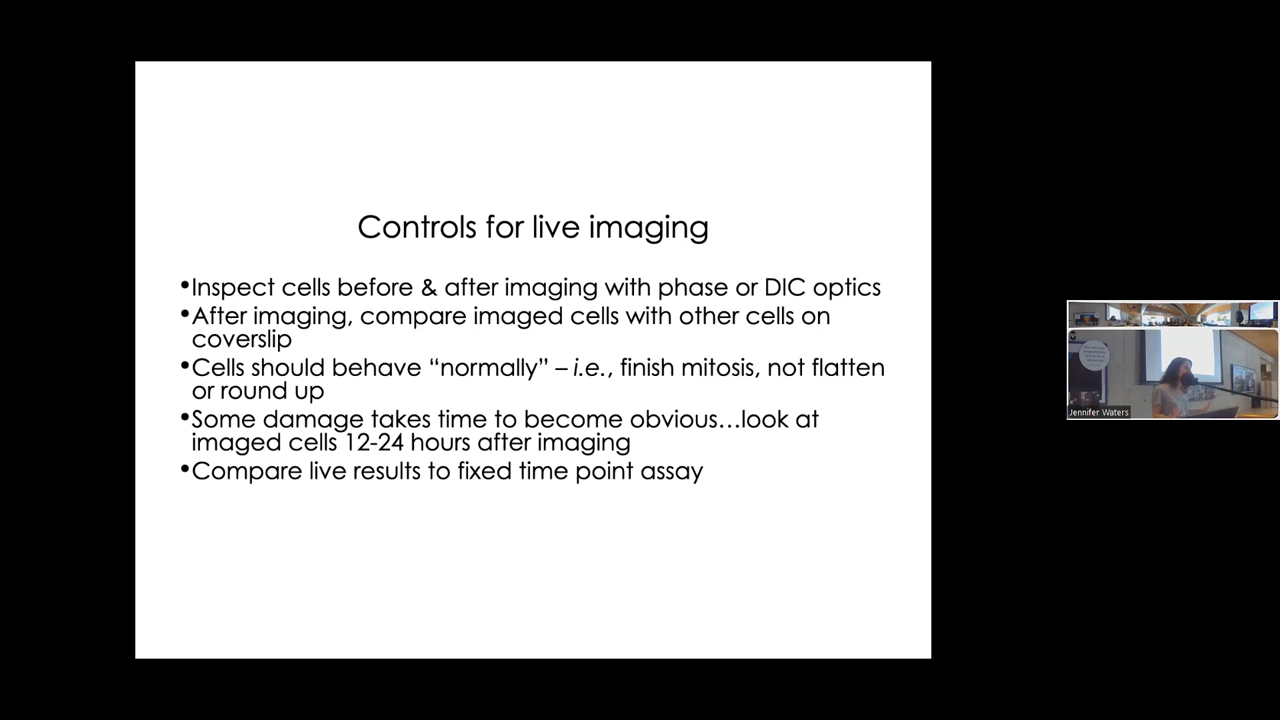 Controls for live imaging
•Inspect cells before & after imaging with phase or DIC optics
•After imaging, compare imaged cells with other cells on
coverslip
•Cells should behave “normally” – i.e., finish mitosis, not flatten
or round up
•Some damage takes time to become obvious…look at
imaged cells 12-24 hours after imaging
•Compare live results to fixed time point assay
Jennifer Waters